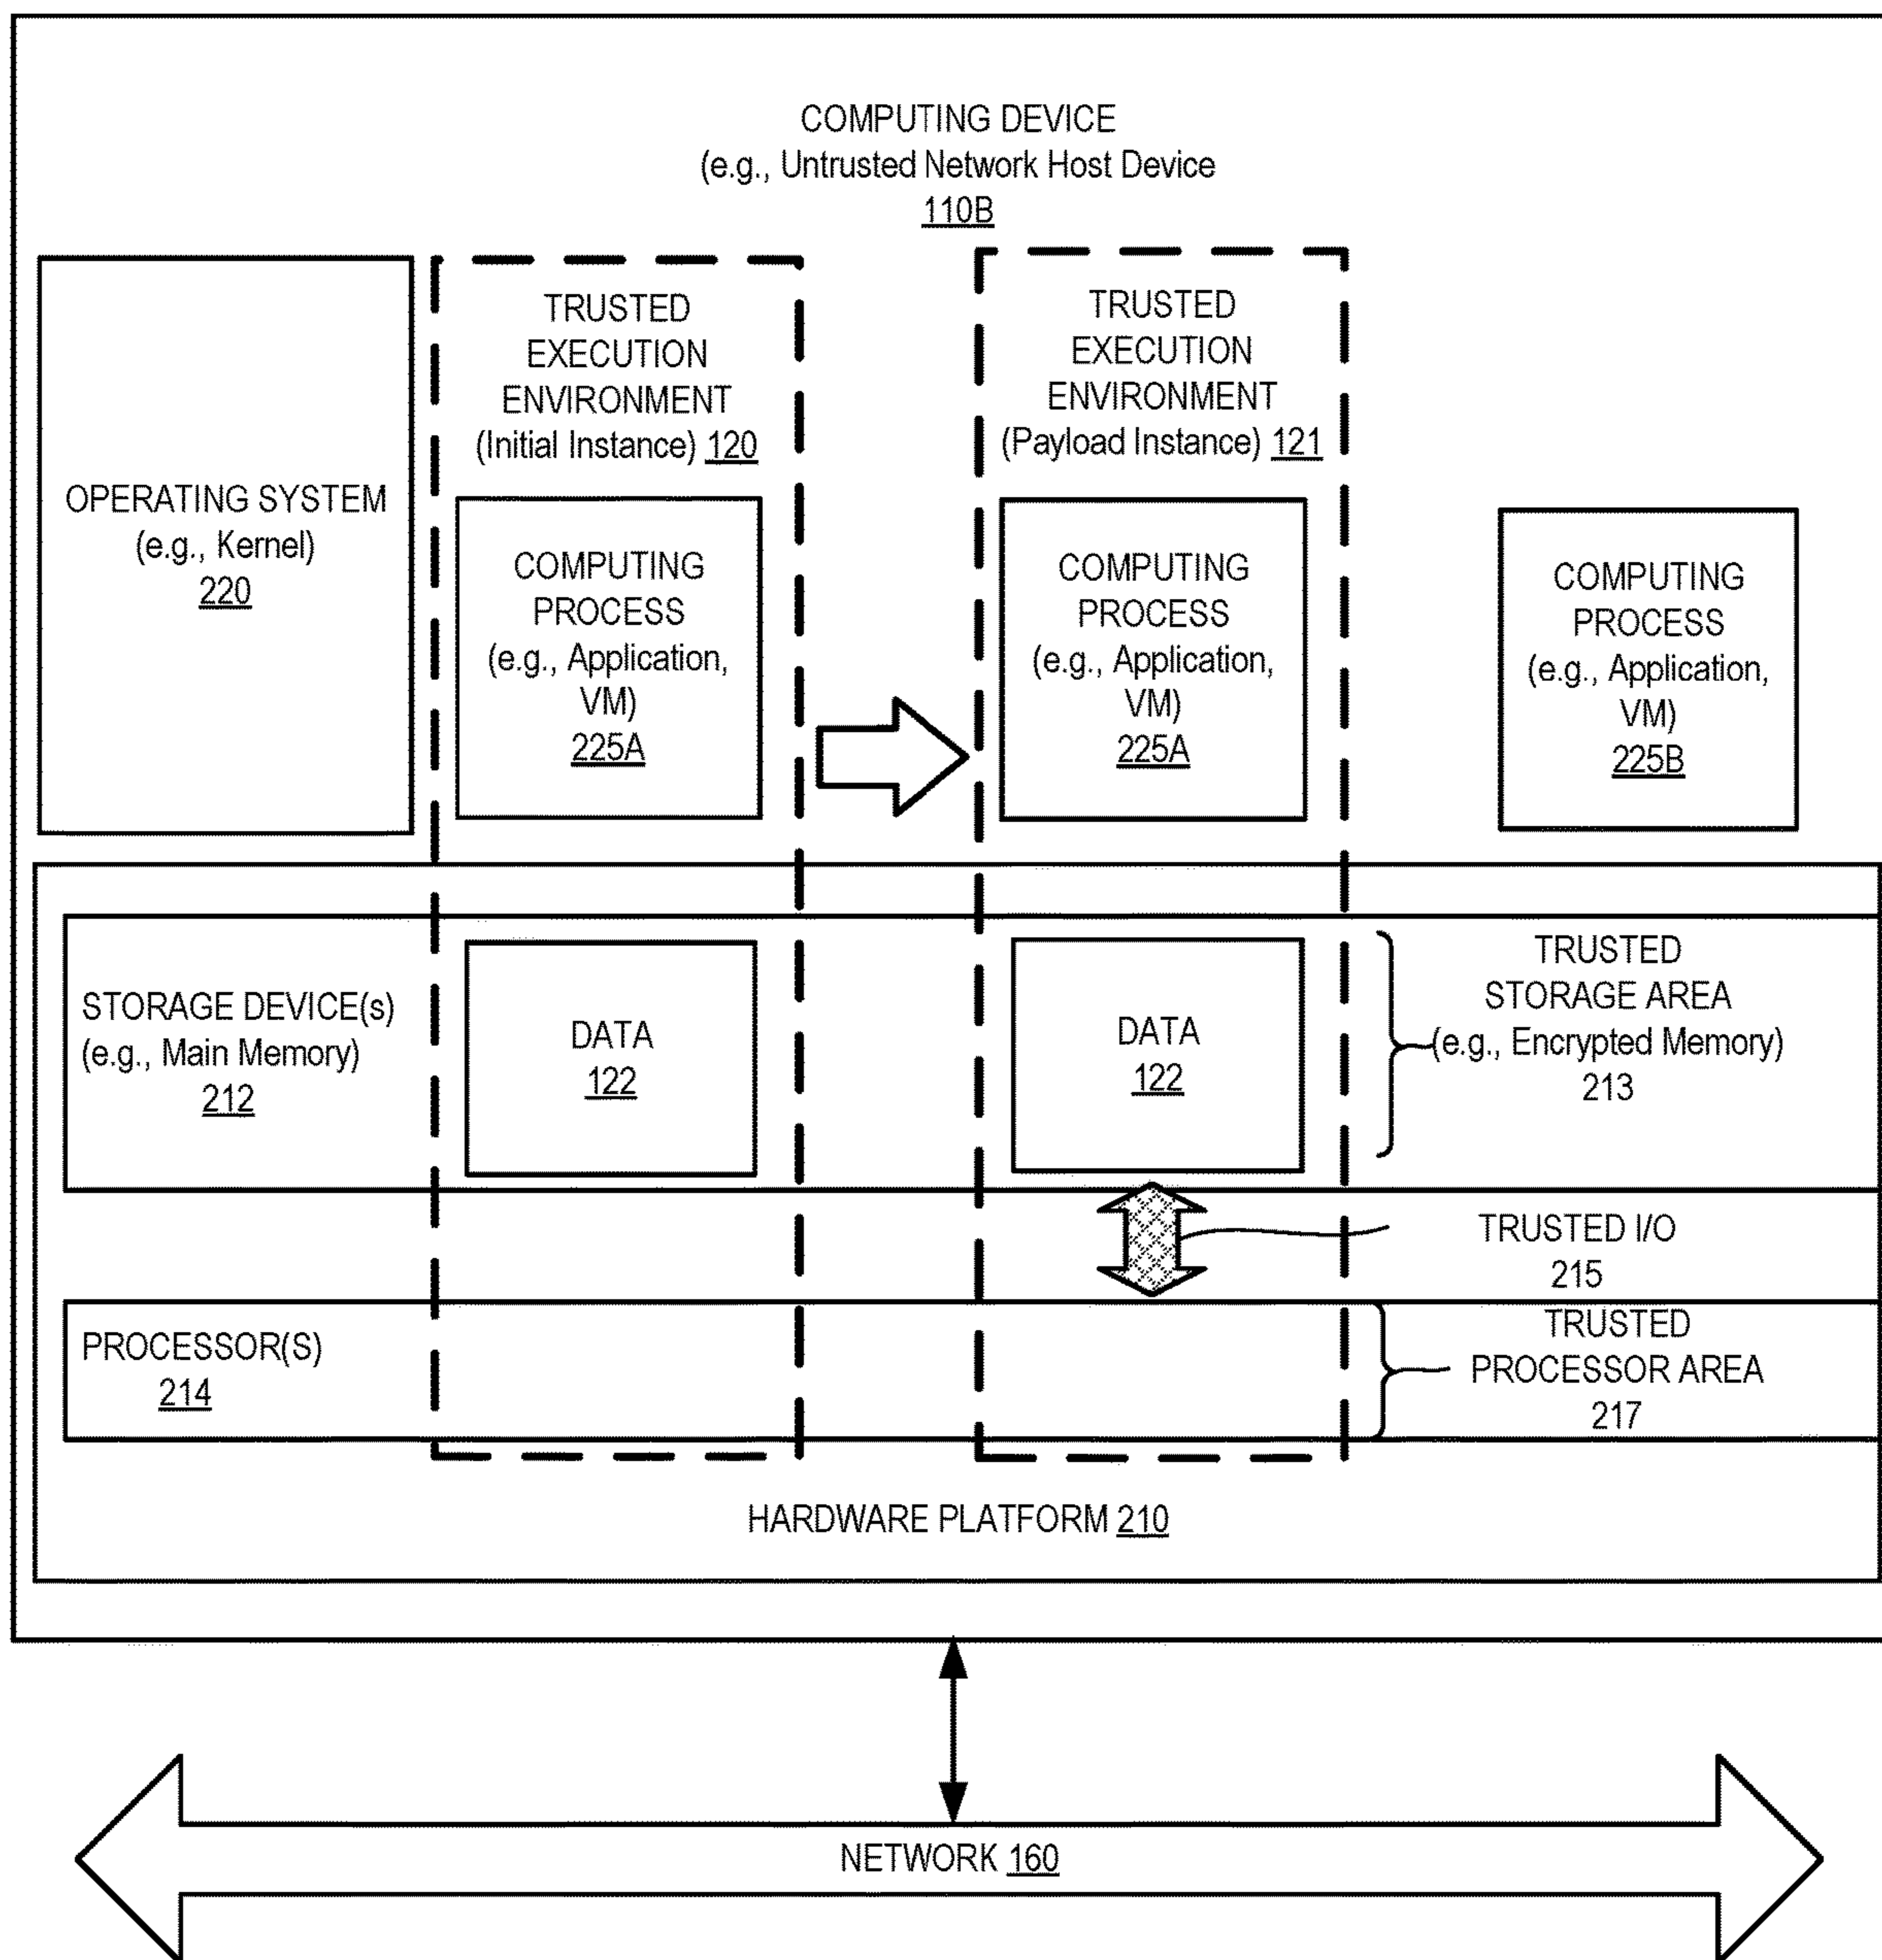 COMPUTING DEVICE
(e.g., Untrusted Network Host Device
110B
OPERATING SYSTEM
(e.g., Kernel)
220
TRUSTED
EXECUTION
ENVIRONMENT
(Initial Instance) 120
COMPUTING
PROCESS
(e.g., Application,
VM)
225A
TRUSTED
EXECUTION
ENVIRONMENT
(Payload Instance) 121
COMPUTING
PROCESS
(e.g., Application,
VM)
225A
COMPUTING
PROCESS
(e.g., Application,
VM)
225B
STORAGE DEVICE(s)
(e.g., Main Memory)
212
DATA
122
DATA
122
TRUSTED
STORAGE AREA
(e.g., Encrypted Memory)
213
TRUSTED I/O
215
PROCESSOR(S)
214
TRUSTED
PROCESSOR AREA
217
HARDWARE PLATFORM 210
NETWORK 160